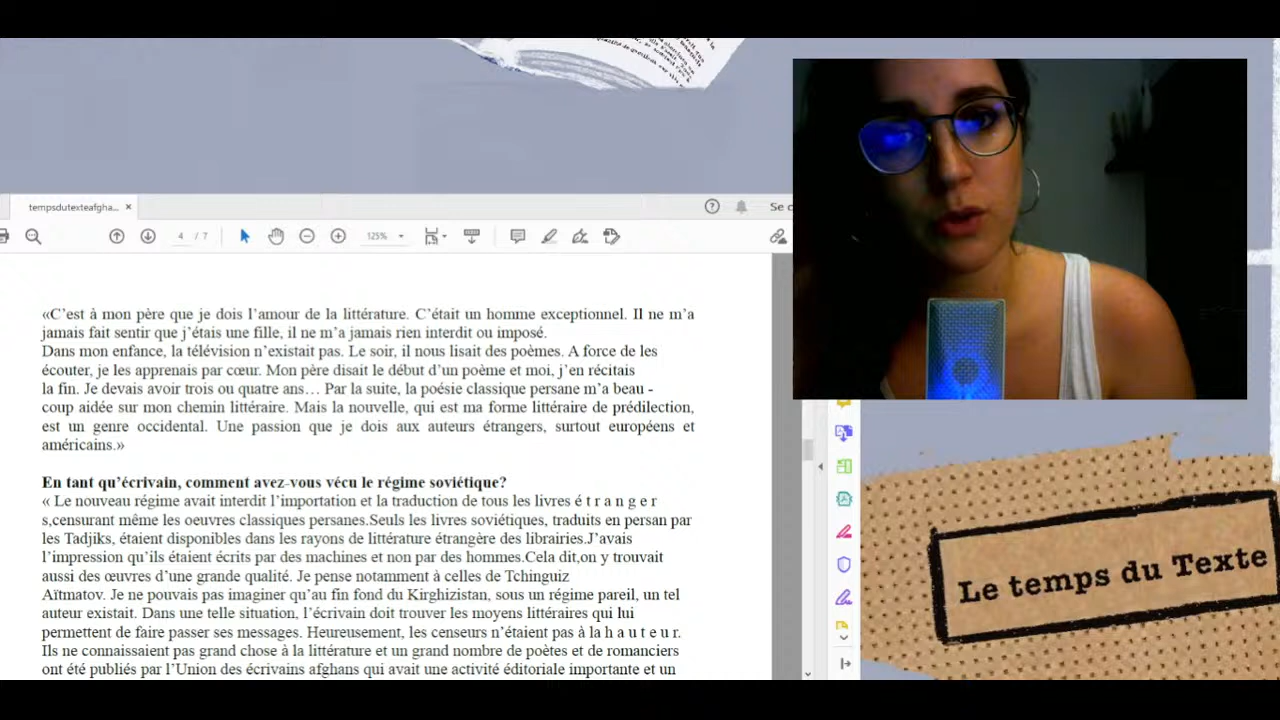 tempsdutexteafgha...
Se c
4 / 7
125%
«C'est à mon père que je dois l'amour de la littérature. C'était un homme exceptionnel. Il ne m'a
jamais fait sentir que j'étais une fille, il ne m'a jamais rien interdit ou imposé.
Dans mon enfance, la télévision n'existait pas. Le soir, il nous lisait des poèmes. A force de les
écouter, je les apprenais par cœur. Mon père disait le début d'un poème et moi, j'en récitais
la fin. Je devais avoir trois ou quatre ans… Par la suite, la poésie classique persane m'a beau -
coup aidée sur mon chemin littéraire. Mais la nouvelle, qui est ma forme littéraire de prédilection,
est un genre occidental. Une passion que je dois aux auteurs étrangers, surtout européens et
américains.»
En tant qu'écrivain, comment avez-vous vécu le régime soviétique?
« Le nouveau régime avait interdit l'importation et la traduction de tous les livres é t r a n g e r
s,censurant même les oeuvres classiques persanes.Seuls les livres soviétiques, traduits en persan par
les Tadjiks, étaient disponibles dans les rayons de littérature étrangère des librairies.J'avais
l'impression qu'ils étaient écrits par des machines et non par des hommes.Cela dit,on y trouvait
aussi des œuvres d'une grande qualité. Je pense notamment à celles de Tchinguiz
Aïtmatov. Je ne pouvais pas imaginer qu'au fin fond du Kirghizistan, sous un régime pareil, un tel
auteur existait. Dans une telle situation, l'écrivain doit trouver les moyens littéraires qui lui
permettent de faire passer ses messages. Heureusement, les censeurs n'étaient pas à la h a u t e u r.
Ils ne connaissaient pas grand chose à la littérature et un grand nombre de poètes et de romanciers
ont été publiés par l'Union des écrivains afghans qui avait une activité éditoriale importante et un
Le temps du Texte